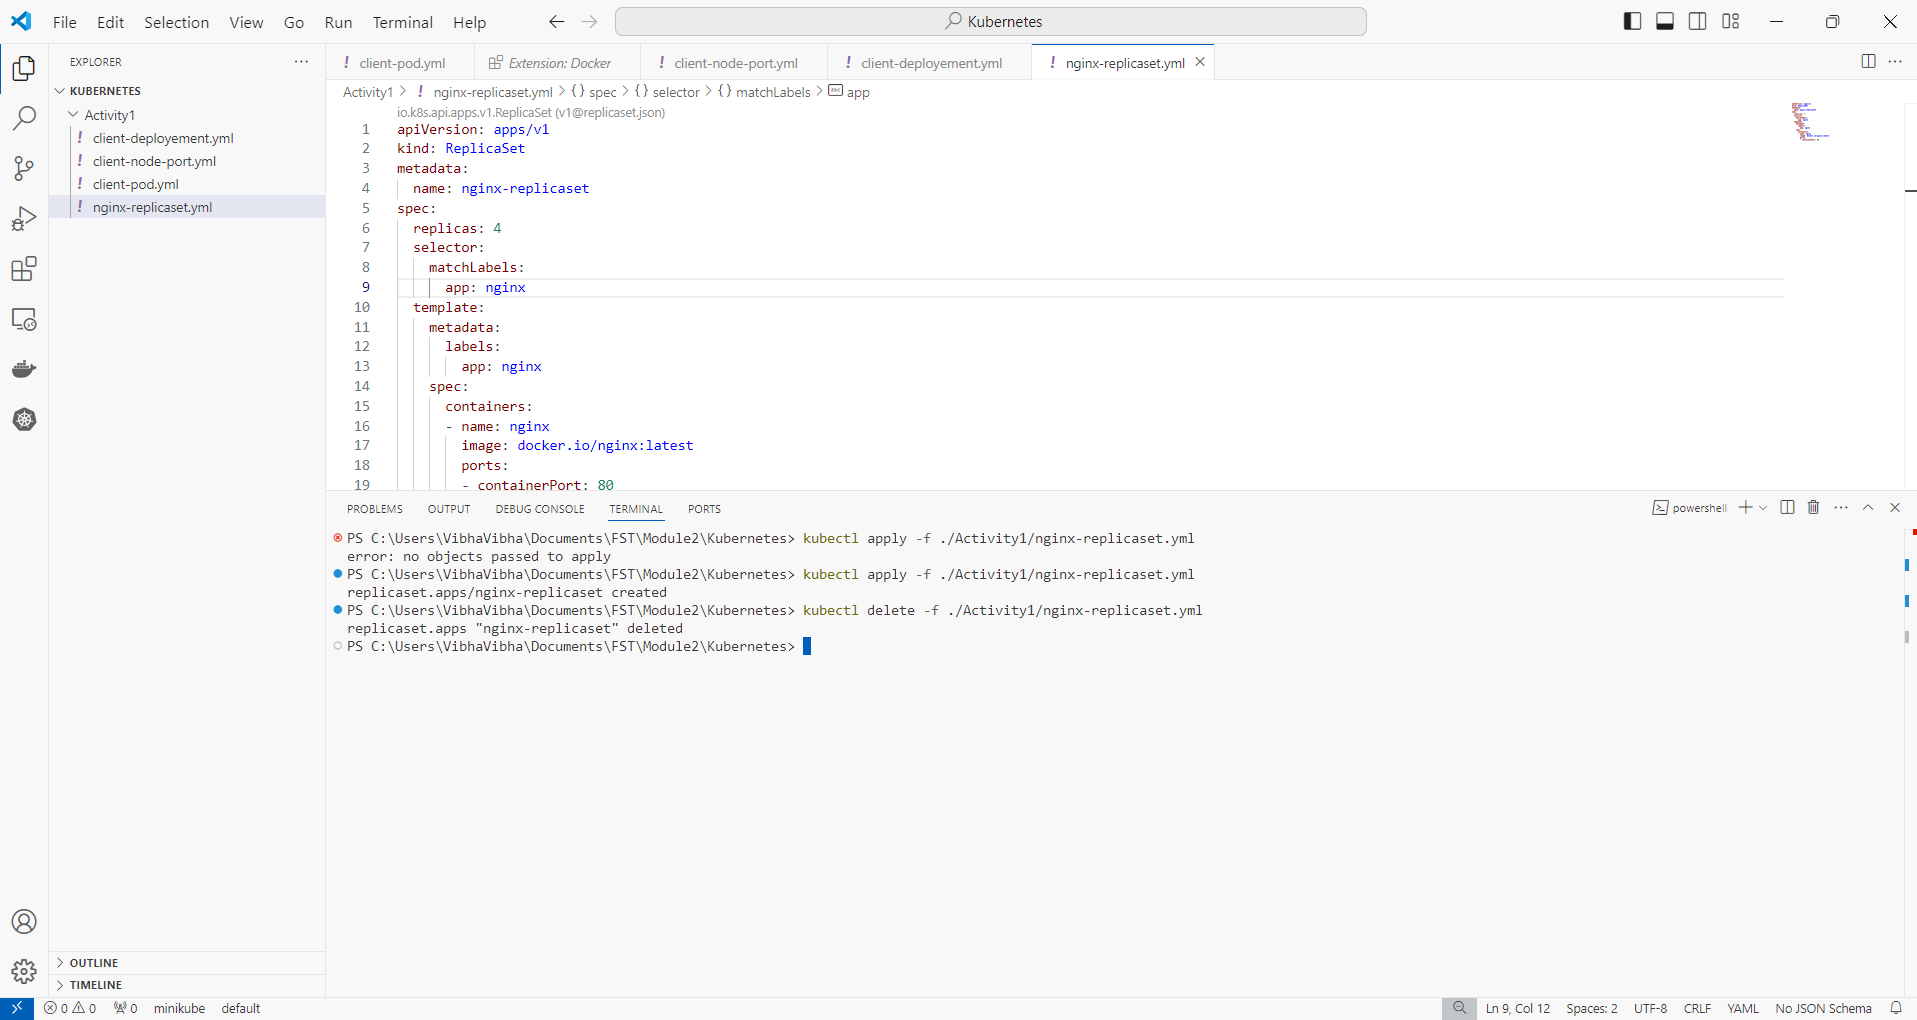 File Edit Selection View Go Run Terminal Help
Kubernetes
EXPLORER
KUBERNETES
Activity1
client-deployement.yml
client-node-port.yml
client-pod.yml
nginx-replicaset.yml
OUTLINE
TIMELINE
client-pod.yml Extension: Docker client-node-port.yml client-deployement.yml nginx-replicaset.yml
Activity1 > ! nginx-replicaset.yml > {} spec > {} selector > {} matchLabels > app
io.k8s.api.apps.v1.ReplicaSet (v1@replicaset.json)
1 apiVersion: apps/v1
2 kind: ReplicaSet
3 metadata:
4 name: nginx-replicaset
5 spec:
6 replicas: 4
7 selector:
8 matchLabels:
9 app: nginx
10 template:
11 metadata:
12 labels:
13 app: nginx
14 spec:
15 containers:
16 - name: nginx
17 image: docker.io/nginx:latest
18 ports:
19 - containerPort: 80
PROBLEMS OUTPUT DEBUG CONSOLE TERMINAL PORTS
powershell
PS C:\Users\VibhaVibha\Documents\FST\Module2\Kubernetes> kubectl apply -f ./Activity1/nginx-replicaset.yml
error: no objects passed to apply
PS C:\Users\VibhaVibha\Documents\FST\Module2\Kubernetes> kubectl apply -f ./Activity1/nginx-replicaset.yml
replicaset.apps/nginx-replicaset created
PS C:\Users\VibhaVibha\Documents\FST\Module2\Kubernetes> kubectl delete -f ./Activity1/nginx-replicaset.yml
replicaset.apps "nginx-replicaset" deleted
PS C:\Users\VibhaVibha\Documents\FST\Module2\Kubernetes>
0 0 0 minikube default
Ln 9, Col 12 Spaces: 2 UTF-8 CRLF YAML No JSON Schema